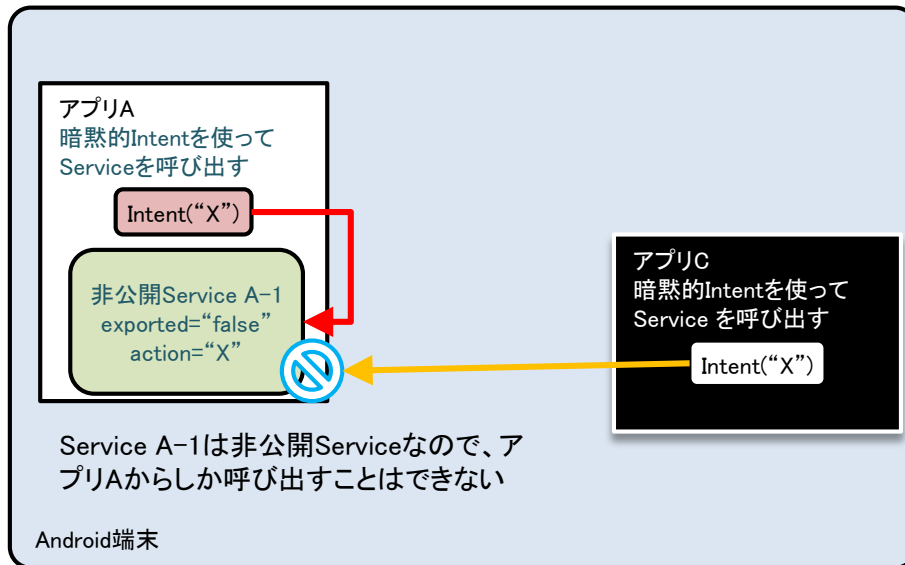 アプリA
暗黙的Intentを使って
Serviceを呼び出す
Intent(“X”)
非公開Service A-1
exported=“false”
action=“X”
アプリC
暗黙的Intentを使って
Service を呼び出す
Intent(“X”)
Service A-1は非公開Serviceなので、ア
プリAからしか呼び出すことはできない
Android端末